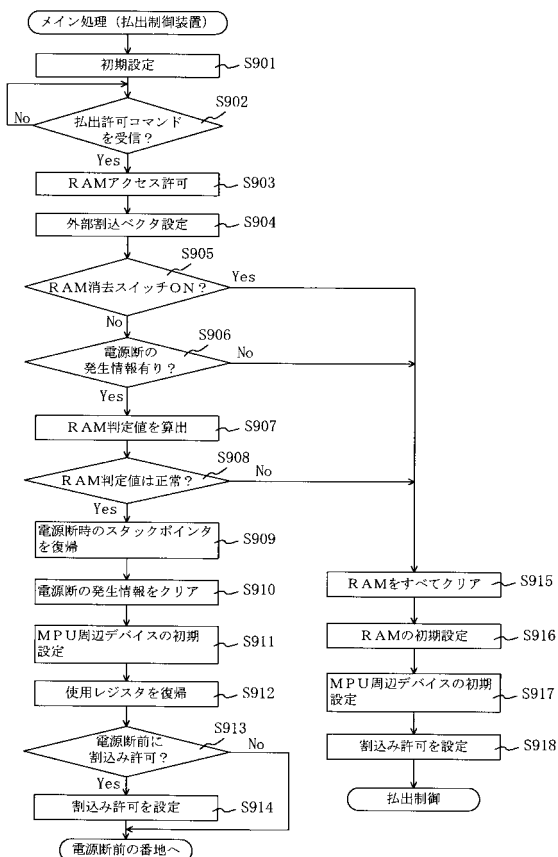 メイン処理（払出制御装置）
初期設定
S901
S902
払出許可コマンド
を受信？
No
Yes
ＲＡＭアクセス許可
S903
外部割込ベクタ設定
S904
S905
ＲＡＭ消去スイッチＯＮ？
Yes
No
S906
電源断の
発生情報有り？
No
Yes
ＲＡＭ判定値を算出
S907
S908
ＲＡＭ判定値は正常？
No
Yes
電源断時のスタックポインタ
を復帰
S909
電源断の発生情報をクリア
S910
ＭＰＵ周辺デバイスの初期
設定
S911
使用レジスタを復帰
S912
S913
電源断前に
割込み許可？
No
Yes
割込み許可を設定
S914
電源断前の番地へ
ＲＡＭをすべてクリア
S915
ＲＡＭの初期設定
S916
ＭＰＵ周辺デバイスの初期
設定
S917
割込み許可を設定
S918
払出制御